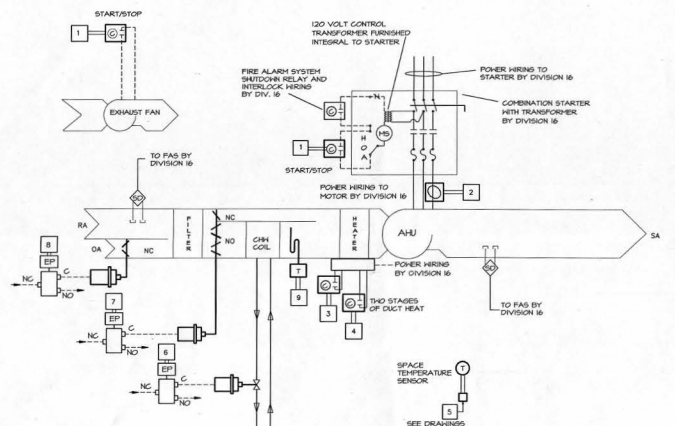 START/STOP
1
C
EXHAUST FAN
120 VOLT CONTROL
TRANSFORMER FURNISHED
INTEGRAL TO STARTER
FIRE ALARM SYSTEM
SHUTDOWN RELAY AND
INTERLOCK WIRING
BY DIV. 16
C
N
H
O
A
MS
1
C
START/STOP
POWER WIRING TO
STARTER BY DIVISION 16
COMBINATION STARTER
WITH TRANSFORMER
BY DIVISION 16
POWER WIRING TO
MOTOR BY DIVISION 16
2
TO FAS BY
DIVISION 16
SD
RA
OA
NC
FILTER
NC
NO
CHW
COIL
HEATER
AHU
SA
T
9
POWER WIRING
BY DIVISION 16
C
3
C
4
TWO STAGES
OF DUCT HEAT
SD
TO FAS BY
DIVISION 16
8
EP
NC
C
NO
7
EP
C
NC
NO
6
EP
NC
C
NO
SPACE
TEMPERATURE
SENSOR
T
5
SEE DRAWINGS